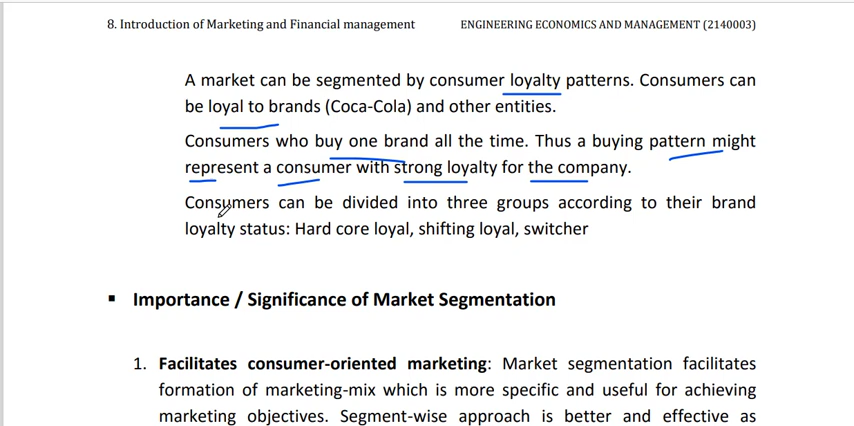 8. Introduction of Marketing and Financial management ENGINEERING ECONOMICS AND MANAGEMENT (2140003)
A market can be segmented by consumer loyalty patterns. Consumers can
be loyal to brands (Coca-Cola) and other entities.
Consumers who buy one brand all the time. Thus a buying pattern might
represent a consumer with strong loyalty for the company.
Consumers can be divided into three groups according to their brand
loyalty status: Hard core loyal, shifting loyal, switcher
▪ Importance / Significance of Market Segmentation
1. Facilitates consumer-oriented marketing: Market segmentation facilitates
formation of marketing-mix which is more specific and useful for achieving
marketing objectives. Segment-wise approach is better and effective as